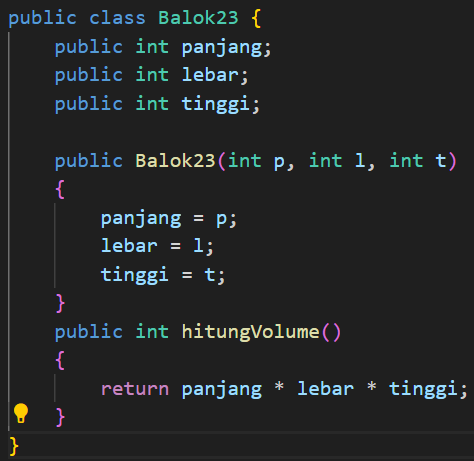 public class Balok23 {
    public int panjang;
    public int lebar;
    public int tinggi;

    public Balok23(int p, int l, int t)
    {
        panjang = p;
        lebar = l;
        tinggi = t;
    }
    public int hitungVolume()
    {
        return panjang * lebar * tinggi;
    }
}